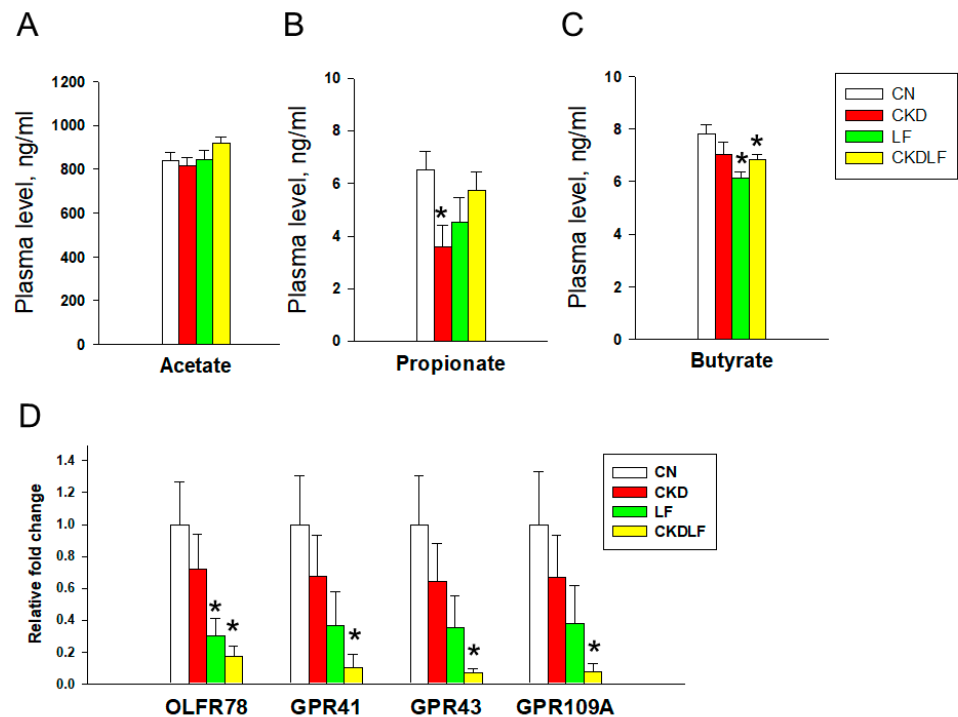 A
Plasma level, ng/ml
1200
1000
800
600
400
200
0
Acetate
B
Plasma level, ng/ml
10
8
6
4
2
0
*
Propionate
C
Plasma level, ng/ml
10
8
6
4
2
0
*
*
Butyrate
CN
CKD
LF
CKDLF
D
Relative fold change
1.4
1.2
1.0
0.8
0.6
0.4
0.2
0.0
* * * * *
OLFR78 GPR41 GPR43 GPR109A
CN
CKD
LF
CKDLF